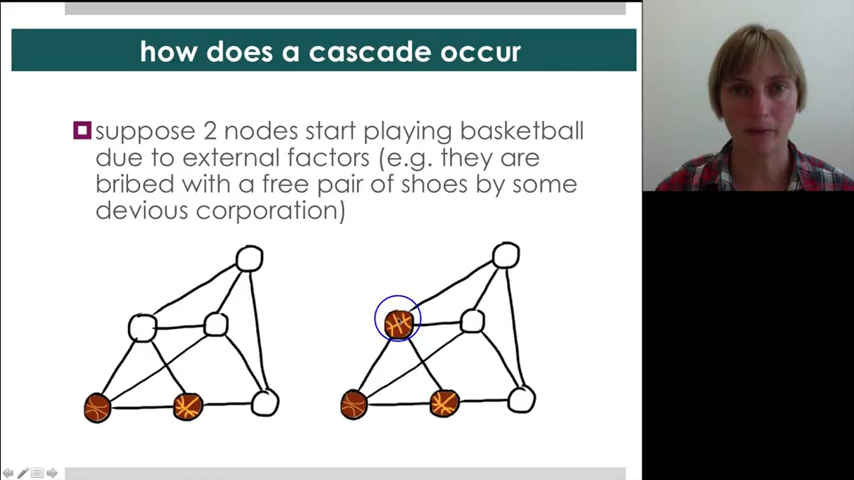 how does a cascade occur
suppose 2 nodes start playing basketball
due to external factors (e.g. they are
bribed with a free pair of shoes by some
devious corporation)